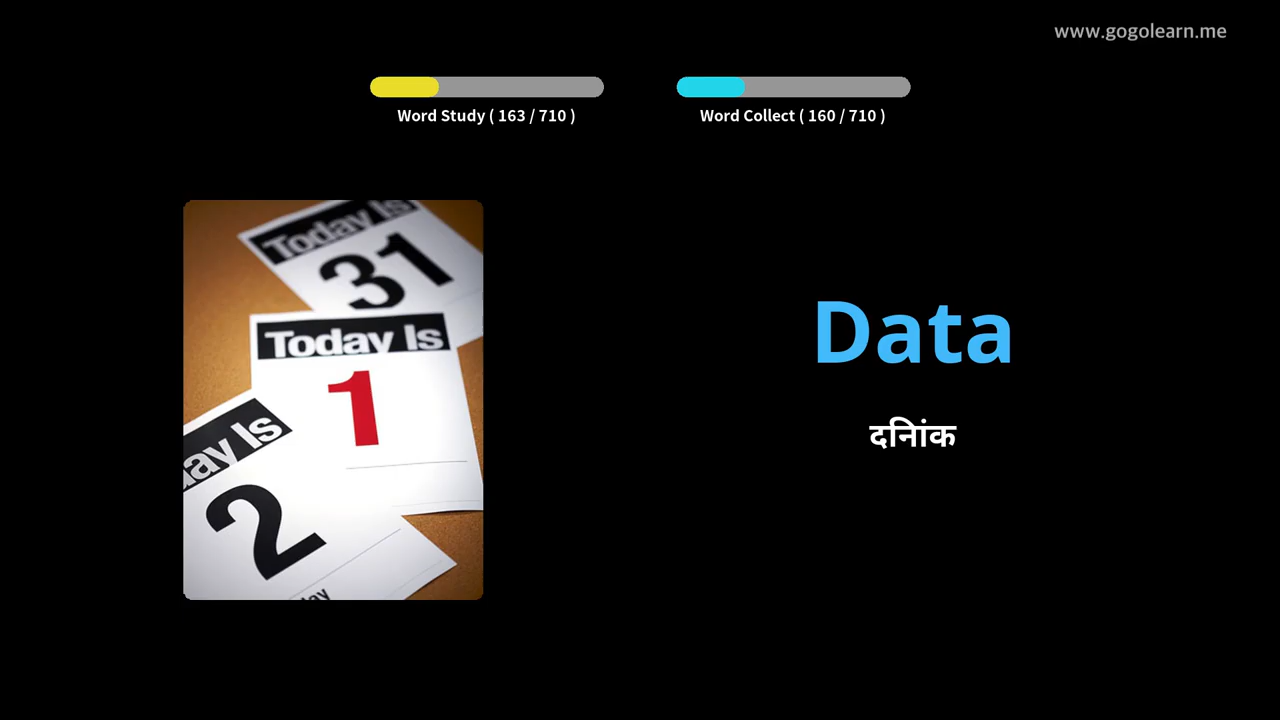 www.gogolearn.me
Word Study ( 163 / 710 )
Word Collect ( 160 / 710 )
Today Is
31
Today Is
1
ay Is
2
day
Data
दिनांक